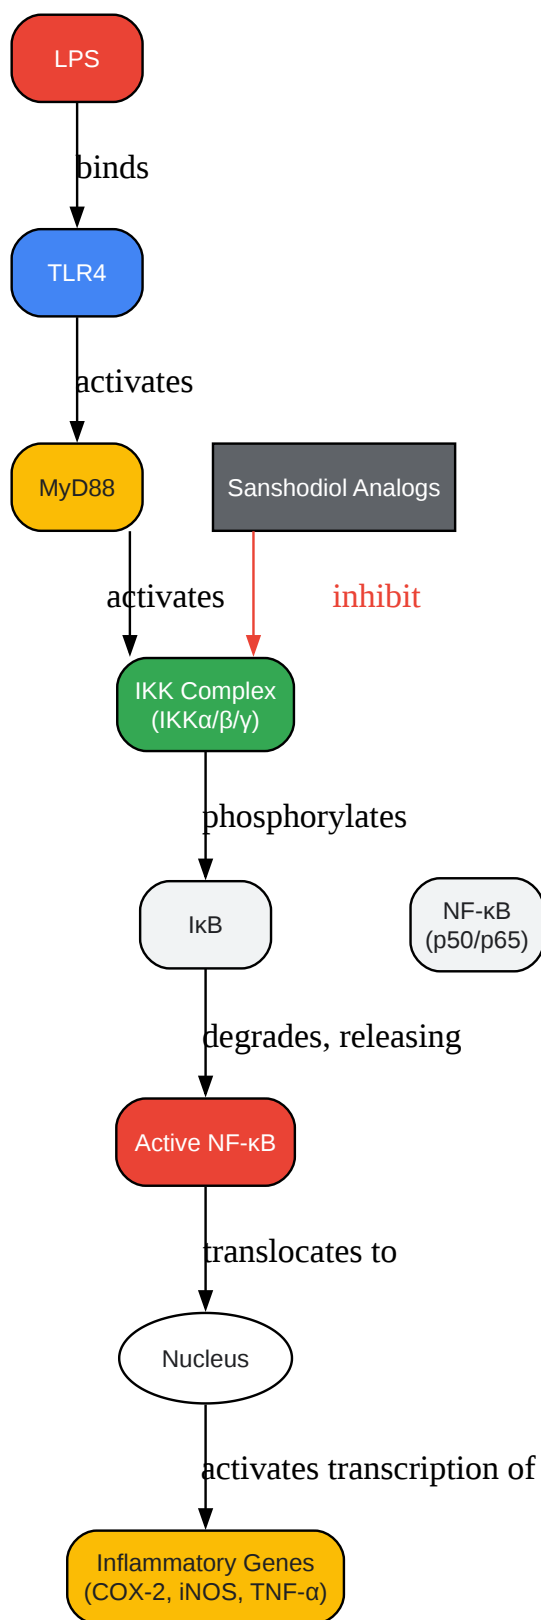 LPS
binds
TLR4
activates
MyD88
Sanshodiol Analogs
activates
inhibit
IKK Complex
(IKKα/β/γ)
phosphorylates
IκB
NF-κB
(p50/p65)
degrades, releasing
Active NF-κB
translocates to
Nucleus
activates transcription of
Inflammatory Genes
(COX-2, iNOS, TNF-α)